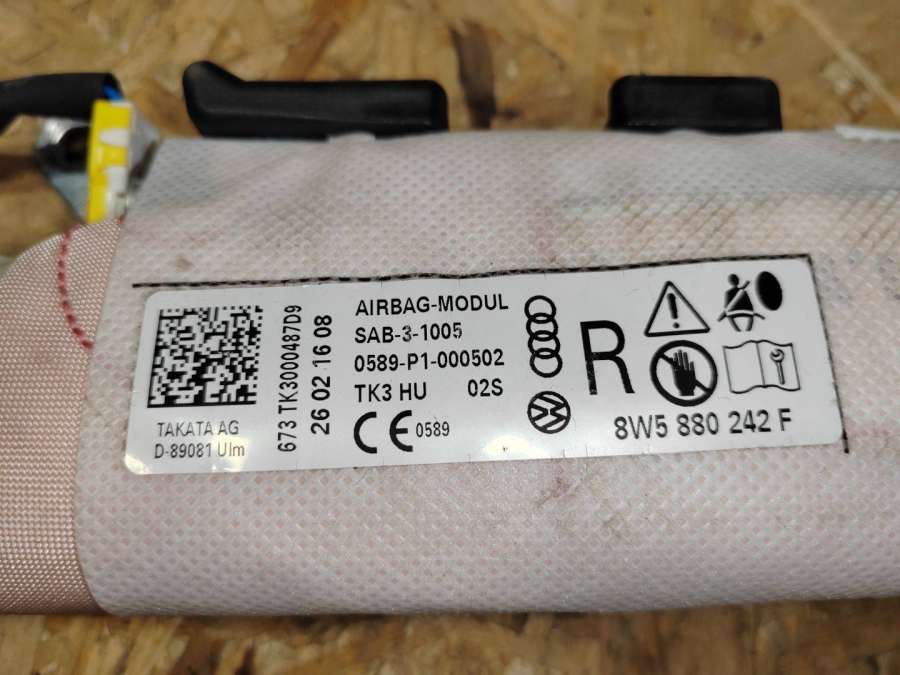 TAKATA AG
D-89081 Ulm
673 TK3000487D9
26 02 16 08
AIRBAG-MODUL
SAB-3-1005
0589-P1-000502
TK3 HU 02S
CE 0589
R
8W5 880 242 F